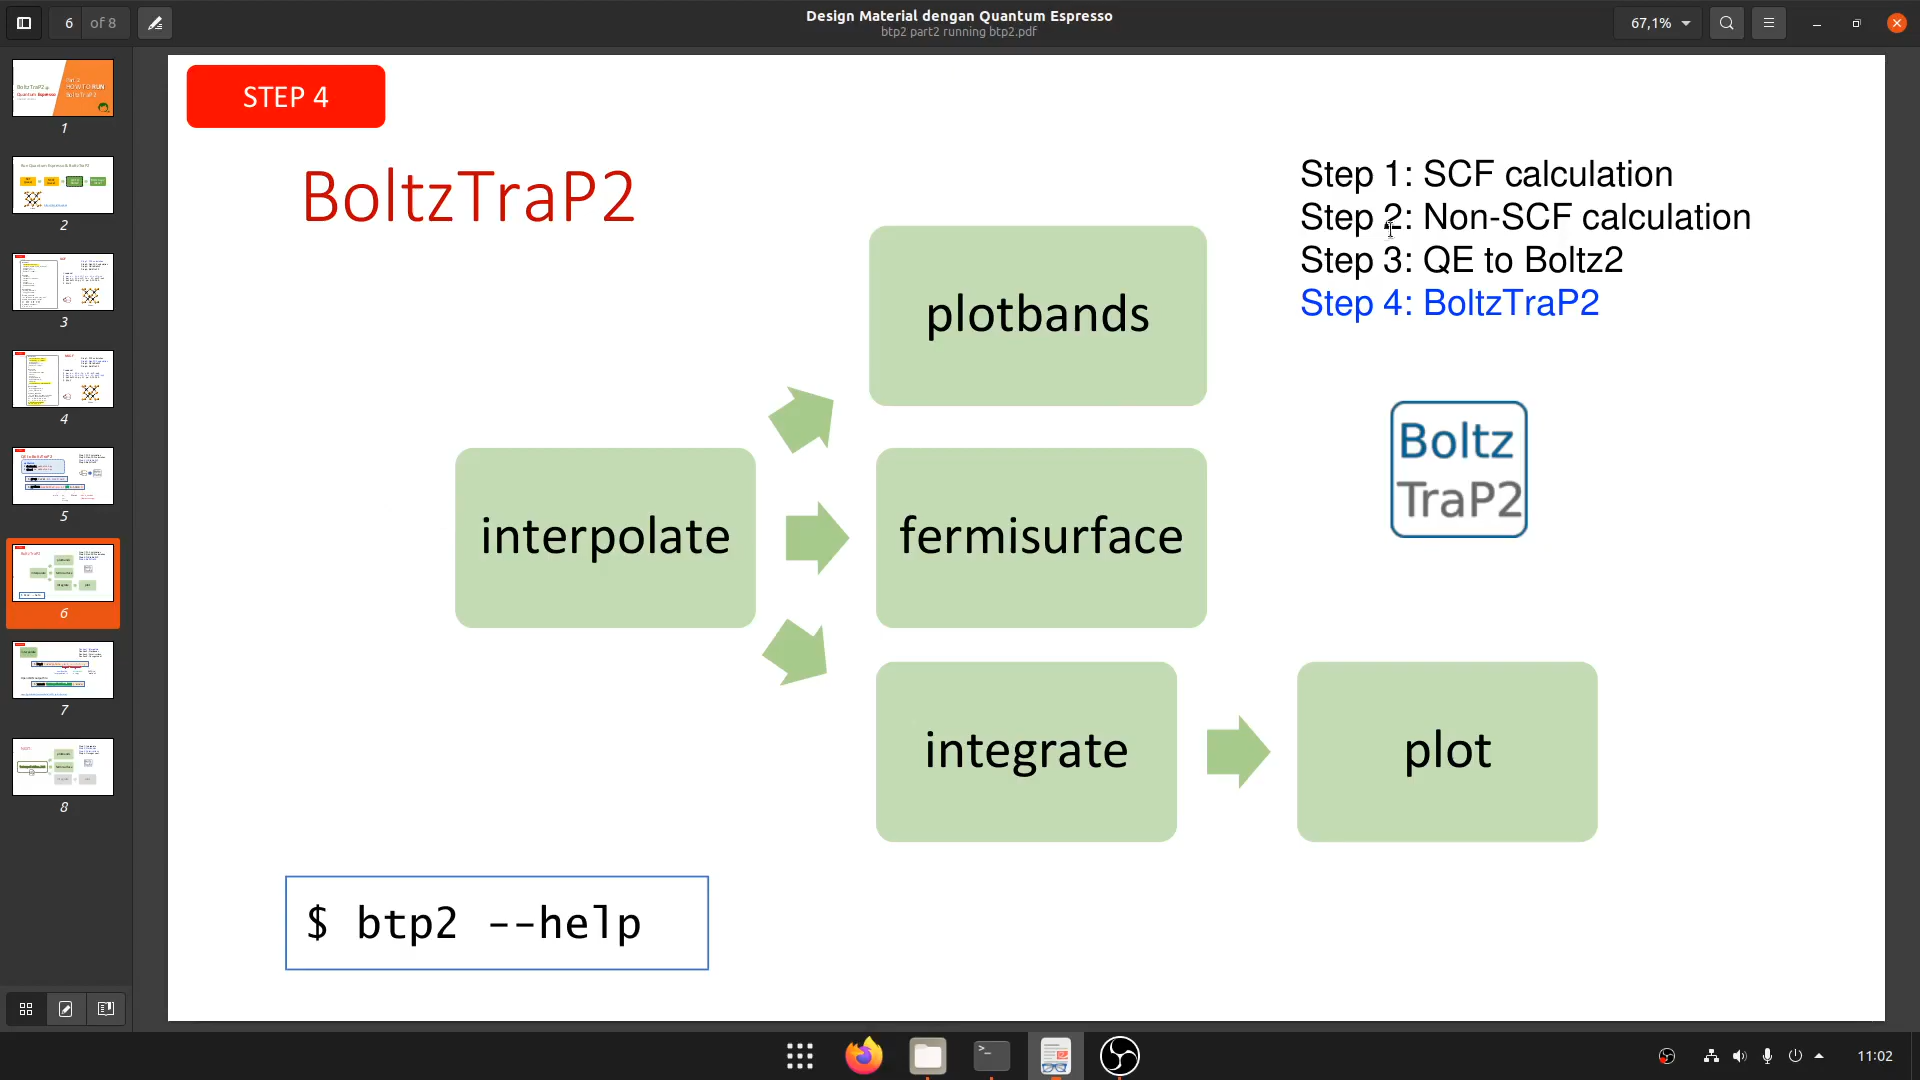 6 of 8
Design Material dengan Quantum Espresso
btp2 part2 running btp2.pdf
67,1%
STEP 4
BoltzTraP2
Step 1: SCF calculation
Step 2: Non-SCF calculation
Step 3: QE to Boltz2
Step 4: BoltzTraP2
plotbands
interpolate
fermisurface
Boltz
TraP2
integrate
plot
$ btp2 --help
1
2
3
4
5
6
7
8
11:02